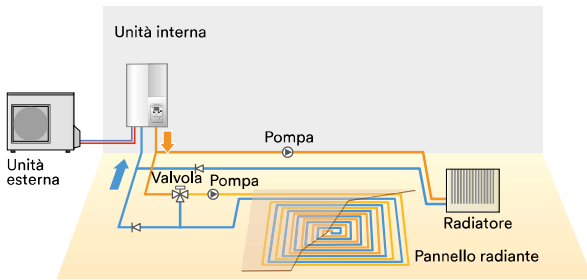 Unità interna
Unità
esterna
Pompa
Valvola
Pompa
Radiatore
Pannello radiante